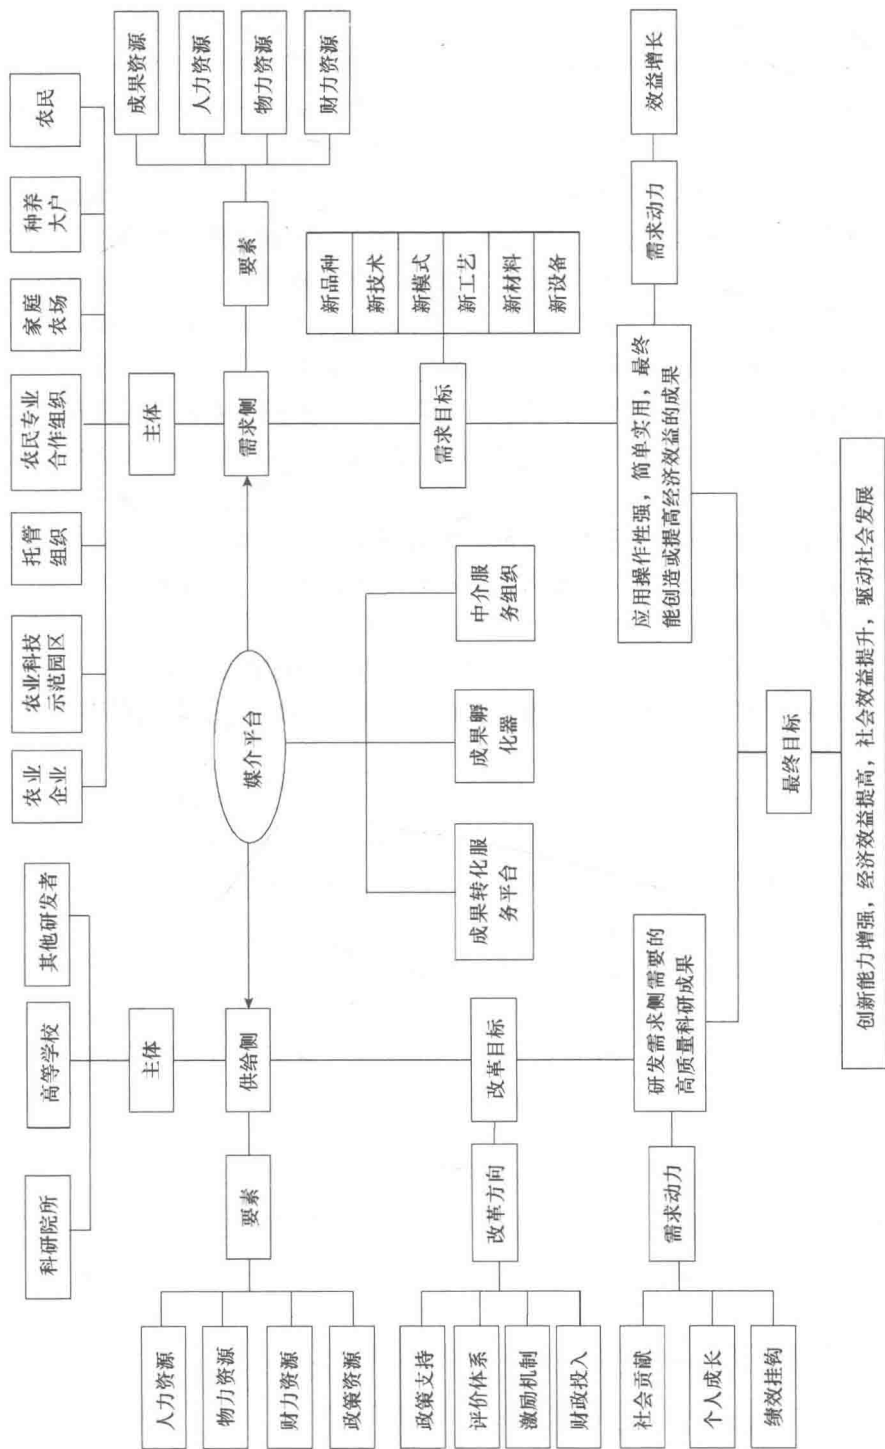 科研院所
高等学校
其他研发者
农业
企业
农业科技
示范园区
托管
组织
农民专业
合作组织
家庭
农场
种养
大户
农民
主体
主体
人力资源
物力资源
财力资源
政策资源
要素
供给侧
媒介平台
需求侧
要素
成果资源
人力资源
物力资源
财力资源
政策支持
评价体系
激励机制
财政投入
改革方向
改革目标
成果转化服
务平台
成果孵
化器
中介服
务组织
需求目标
新品种
新技术
新模式
新工艺
新材料
新设备
社会贡献
个人成长
绩效挂钩
需求动力
研发需求侧需要的
高质量科研成果
应用操作性强，简单实用，最终
能创造或提高经济效益的成果
需求动力
效益增长
最终目标
创新能力增强，经济效益提高，社会效益提升，驱动社会发展